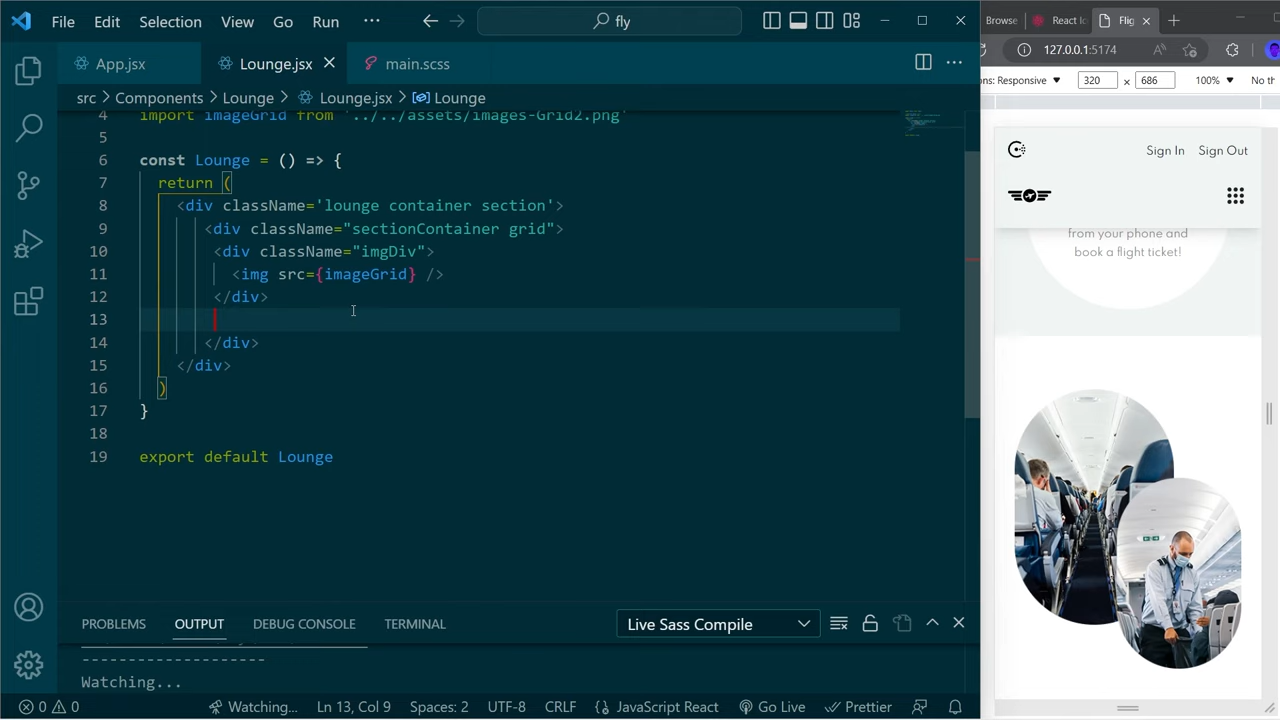 File Edit Selection View Go Run ··· fly
App.jsx Lounge.jsx main.scss
src > Components > Lounge > Lounge.jsx > Lounge
4 import imageGrid from '../../assets/images-Grid2.png'
5
6 const Lounge = () => {
7 return (
8 <div className='lounge container section'>
9 <div className="sectionContainer grid">
10 <div className="imgDiv">
11 <img src={imageGrid} />
12 </div>
13
14 </div>
15 </div>
16 )
17 }
18
19 export default Lounge
PROBLEMS OUTPUT DEBUG CONSOLE TERMINAL Live Sass Compile
--------------------
Watching...
0 0 Watching... Ln 13, Col 9 Spaces: 2 UTF-8 CRLF JavaScript React Go Live Prettier
Browse React Ic Flig
127.0.0.1:5174
ons: Responsive 320 × 686 100% No th
Sign In Sign Out
from your phone and
book a flight ticket!